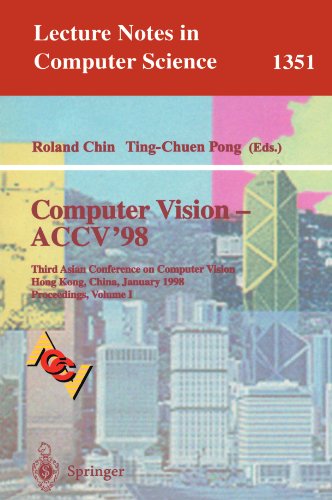 Lecture Notes in
Computer Science 1351
Roland Chin Ting-Chuen Pong (Eds.)
Computer Vision –
ACCV'98
Third Asian Conference on Computer Vision
Hong Kong, China, January 1998
Proceedings, Volume I
Springer